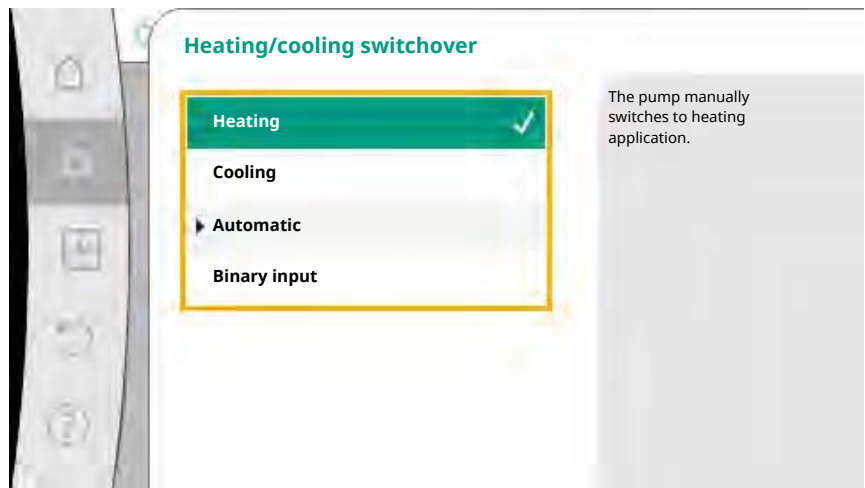 Heating/cooling switchover
Heating
Cooling
Automatic
Binary input
The pump manually
switches to heating
application.